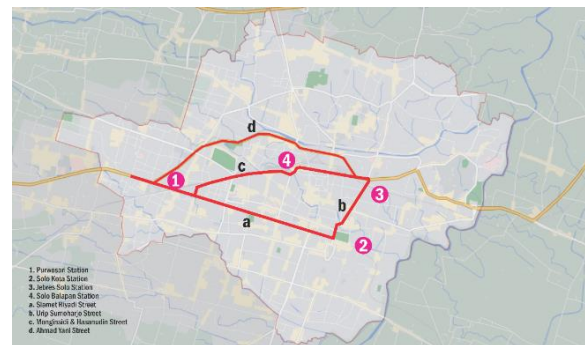 d
4
c
1
3
b
a
2
1. Purwosari Station
2. Solo Kota Station
3. Jebres Solo Station
4. Solo Balapan Station
a. Slamet Riyadi Street
b. Urip Sumoharjo Street
c. Monginsidi & Hasanudin Street
d. Ahmad Yani Street